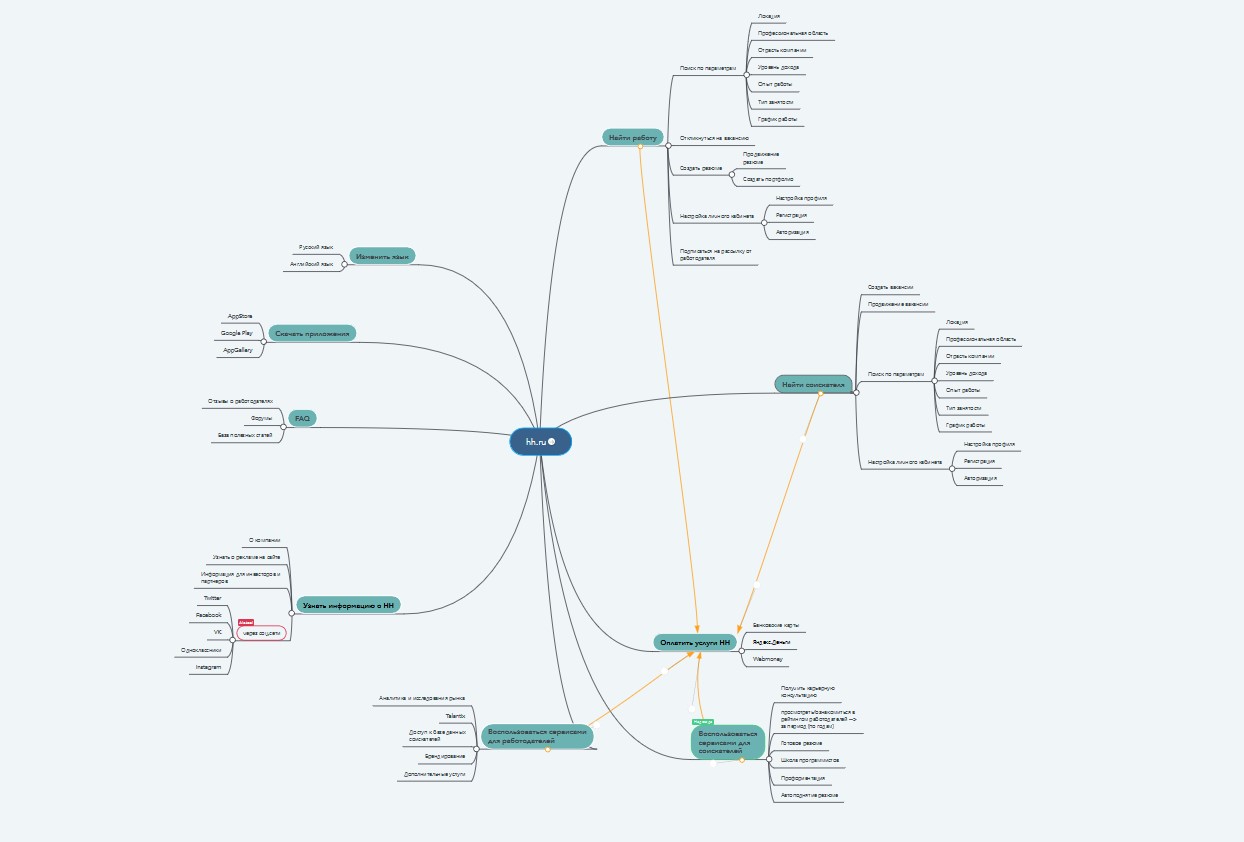 Локация
Профессиональная область
Отрасль компании
Уровень дохода
Опыт работы
Тип занятости
График работы
Поиск по параметрам
Найти работу
Откликнуться на вакансию
Продвижение
резюме
Создать резюме
Создать портфолио
Настройка профиля
Настройка личного кабинета
Регистрация
Авторизация
Подписаться на рассылку от
работодателя
Русский язык
Изменить язык
Английский язык
AppStore
Google Play
Скачать приложения
AppGallery
Создать вакансии
Продвижение вакансии
Локация
Профессиональная область
Отрасль компании
Поиск по параметрам
Уровень дохода
Найти соискателя
Опыт работы
Тип занятости
График работы
Настройка профиля
Настройка личного кабинета
Регистрация
Авторизация
Отзывы о работодателях
Форумы
FAQ
База полезных статей
hh.ru
О компании
Узнать о рекламе на сайте
Информация для инвесторов и
партнеров
Узнать информацию о HH
Twitter
Facebook
VK
через соц.сети
Одноклассники
Instagram
Банковские карты
Оплатить услуги HH
Яндекс.Деньги
Webmoney
Аналитика и исследования рынка
Talantix
Доступ к базе данных
соискателей
Воспользоваться сервисами
для работодателей
Брендирование
Дополнительные услуги
Получить карьерную
консультацию
просмотреть/ознакомиться в
рейтингом работодателей -->
за период (по годам)
Воспользоваться
сервисами для
соискателей
Готовое резюме
Школа программистов
Профориентация
Автоподнятие резюме